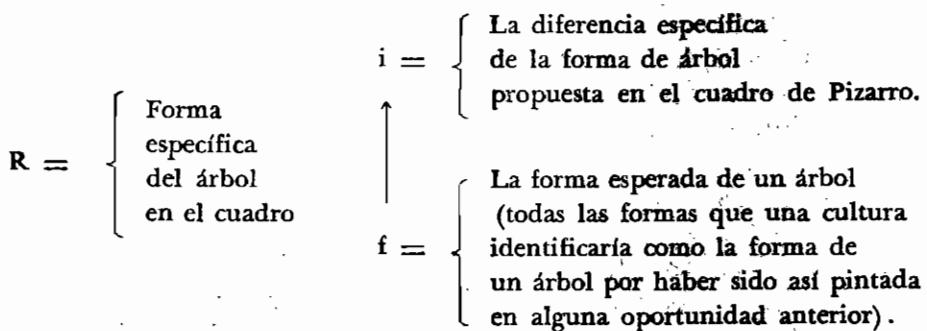 R =
Forma
específica
del árbol
en el cuadro
i =
La diferencia específica
de la forma de árbol
propuesta en el cuadro de Pizarro.
f =
La forma esperada de un árbol
(todas las formas que una cultura
identificaría como la forma de
un árbol por haber sido así pintada
en alguna oportunidad anterior).